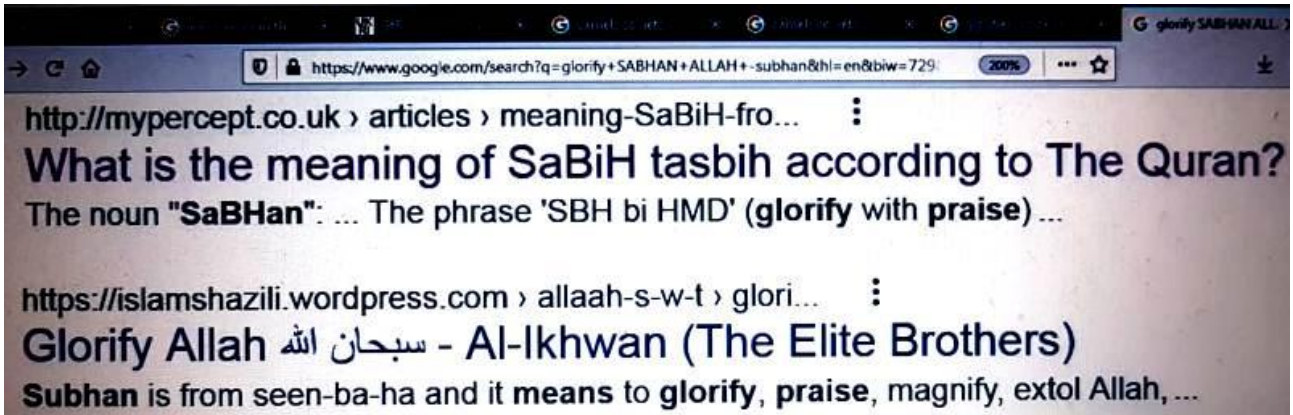 G glorify SABHAN ALL
https://www.google.com/search?q=glorify+SABHAN+ALLAH+-subhan&hl=en&biw=729 200%
http://mypercept.co.uk › articles › meaning-SaBiH-fro...
What is the meaning of SaBiH tasbih according to The Quran?
The noun "SaBHan": ... The phrase 'SBH bi HMD' (glorify with praise) ...
https://islamshazili.wordpress.com › allaah-s-w-t › glori...
Glorify Allah سبحان الله - Al-Ikhwan (The Elite Brothers)
Subhan is from seen-ba-ha and it means to glorify, praise, magnify, extol Allah, ...